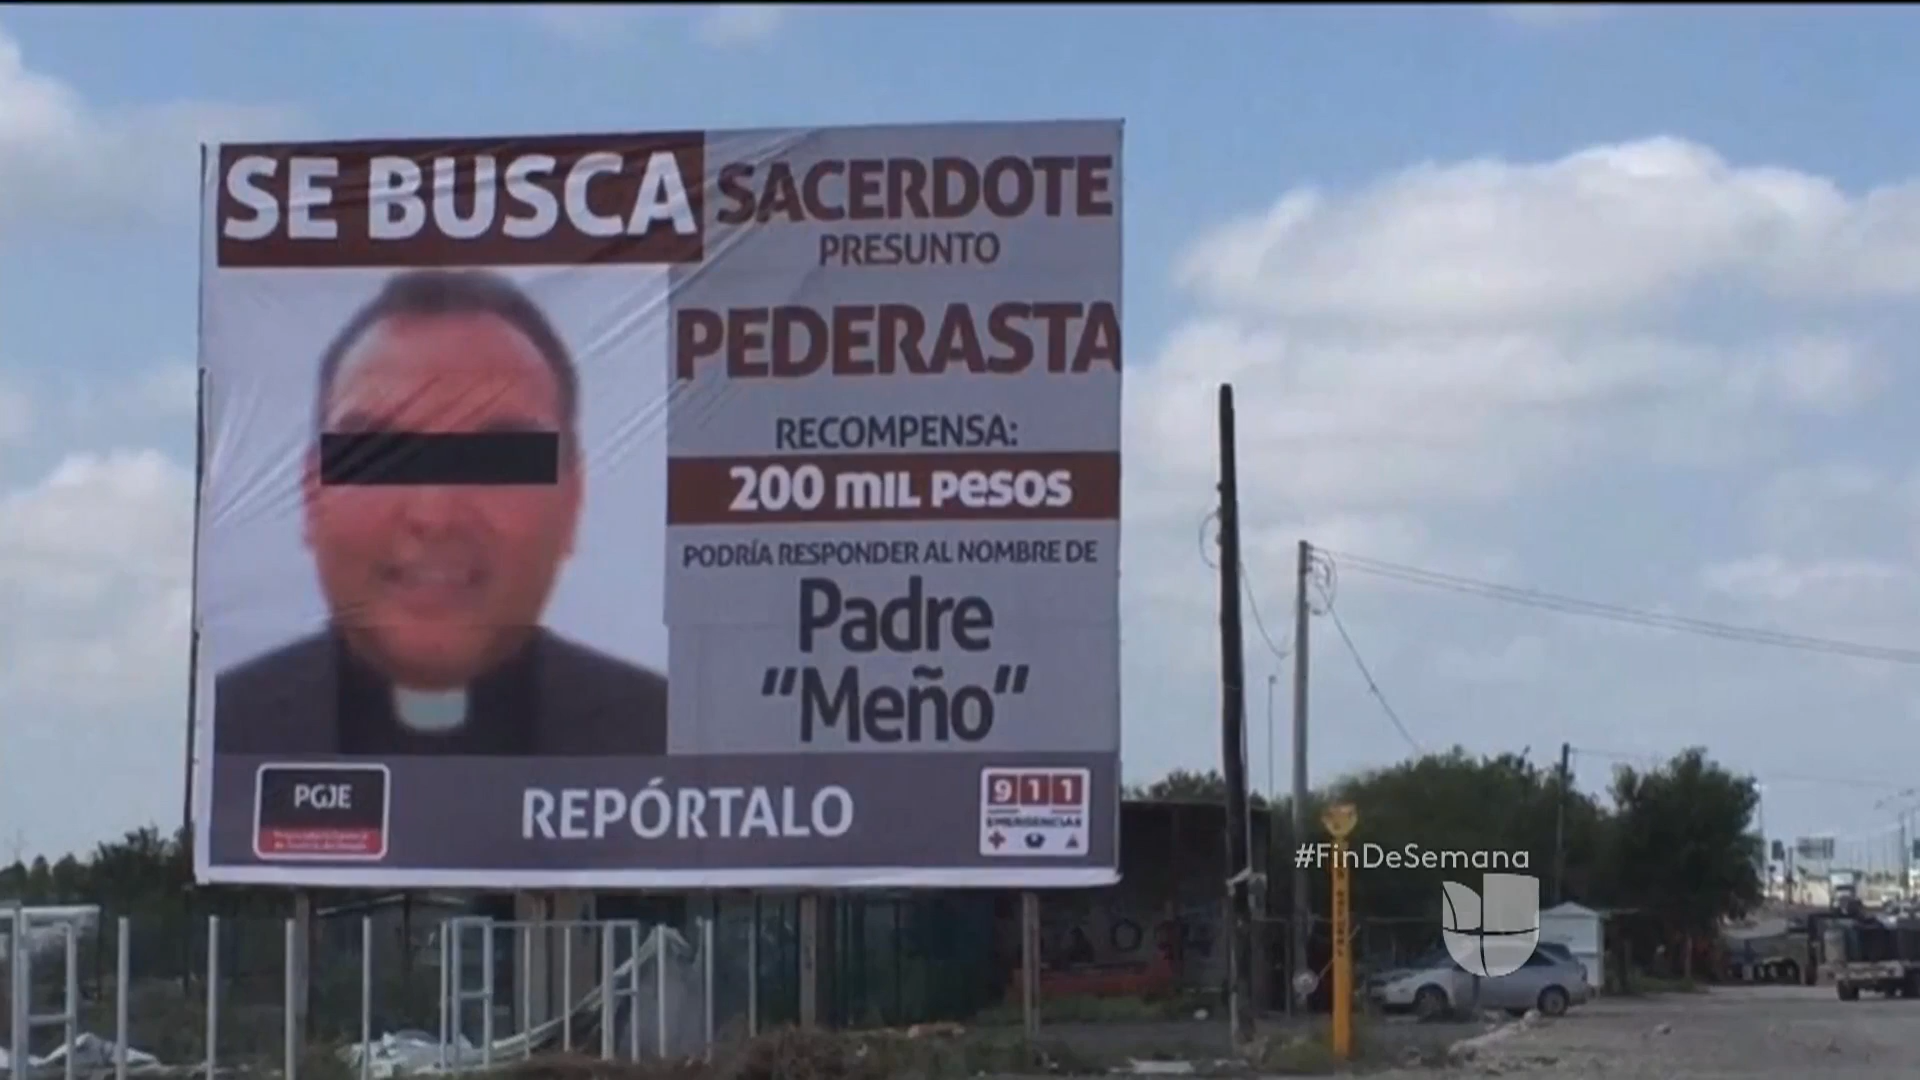 SE BUSCA
SACERDOTE
PRESUNTO
PEDERASTA
RECOMPENSA:
200 MIL PESOS
PODRÍA RESPONDER AL NOMBRE DE
Padre
"Meño"
PGJE
REPÓRTALO
911
EMERGENCIAS
#FinDeSemana